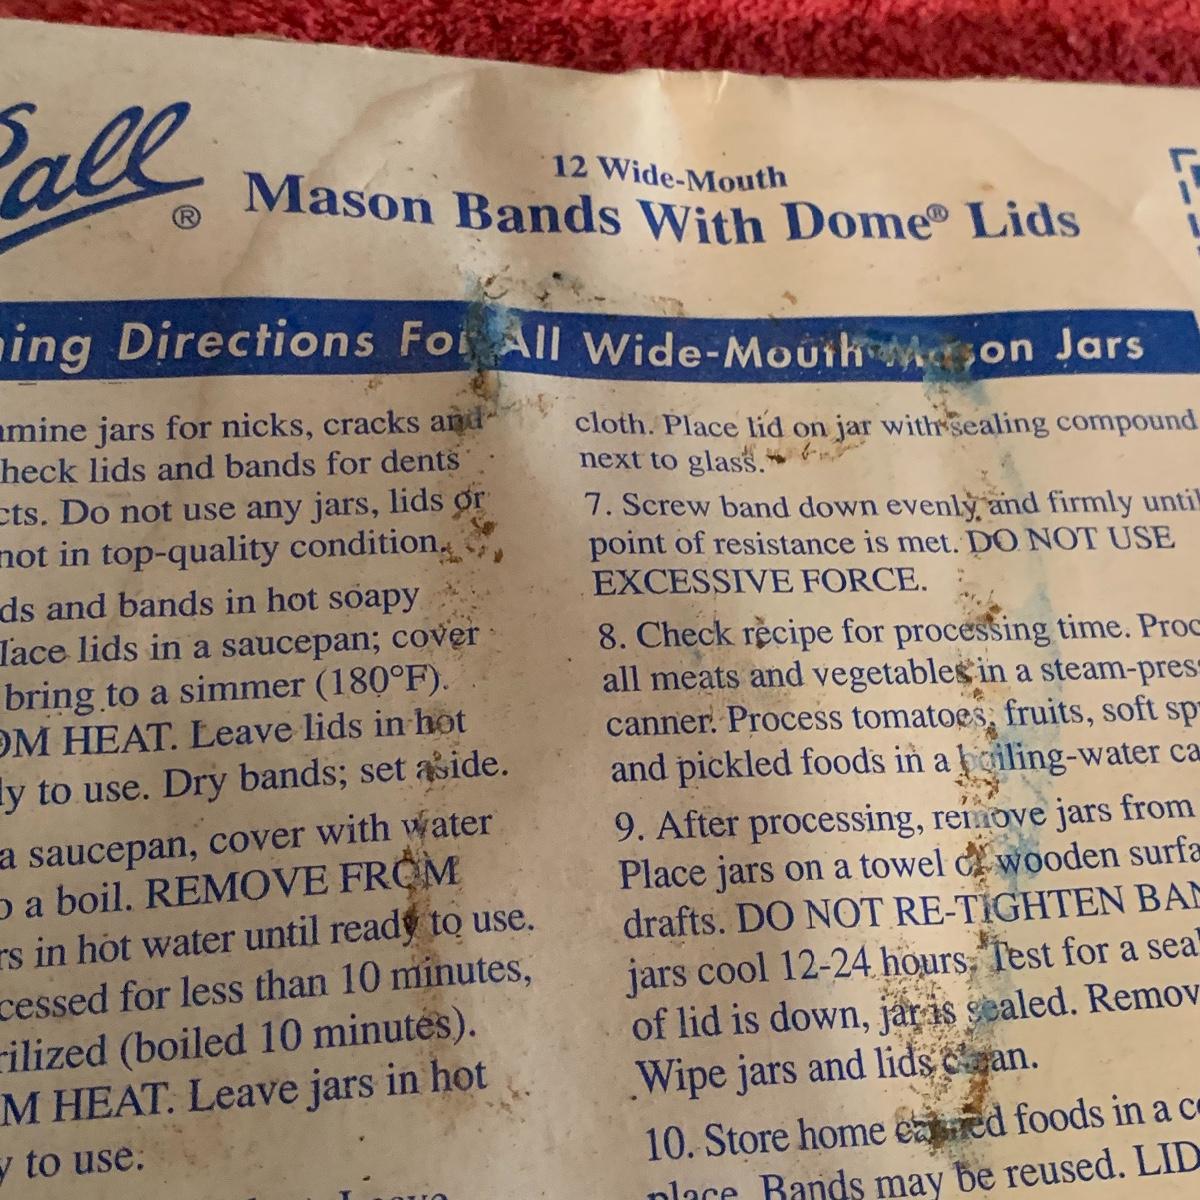 Ball®
12 Wide-Mouth
Mason Bands With Dome® Lids
ing Directions For All Wide-Mouth Mason Jars
mine jars for nicks, cracks and
heck lids and bands for dents
cts. Do not use any jars, lids or
not in top-quality condition.
ds and bands in hot soapy
lace lids in a saucepan; cover
bring to a simmer (180°F).
OM HEAT. Leave lids in hot
ly to use. Dry bands; set aside.
a saucepan, cover with water
o a boil. REMOVE FROM
rs in hot water until ready to use.
cessed for less than 10 minutes,
rilized (boiled 10 minutes).
M HEAT. Leave jars in hot
y to use.
cloth. Place lid on jar with sealing compound
next to glass.
7. Screw band down evenly and firmly until
point of resistance is met. DO NOT USE
EXCESSIVE FORCE.
8. Check recipe for processing time. Proc
all meats and vegetables in a steam-press
canner. Process tomatoes, fruits, soft sp
and pickled foods in a boiling-water ca
9. After processing, remove jars from
Place jars on a towel or wooden surfa
drafts. DO NOT RE-TIGHTEN BAN
jars cool 12-24 hours. Test for a seal
of lid is down, jar is sealed. Remov
Wipe jars and lids clean.
10. Store home canned foods in a co
place. Bands may be reused. LID